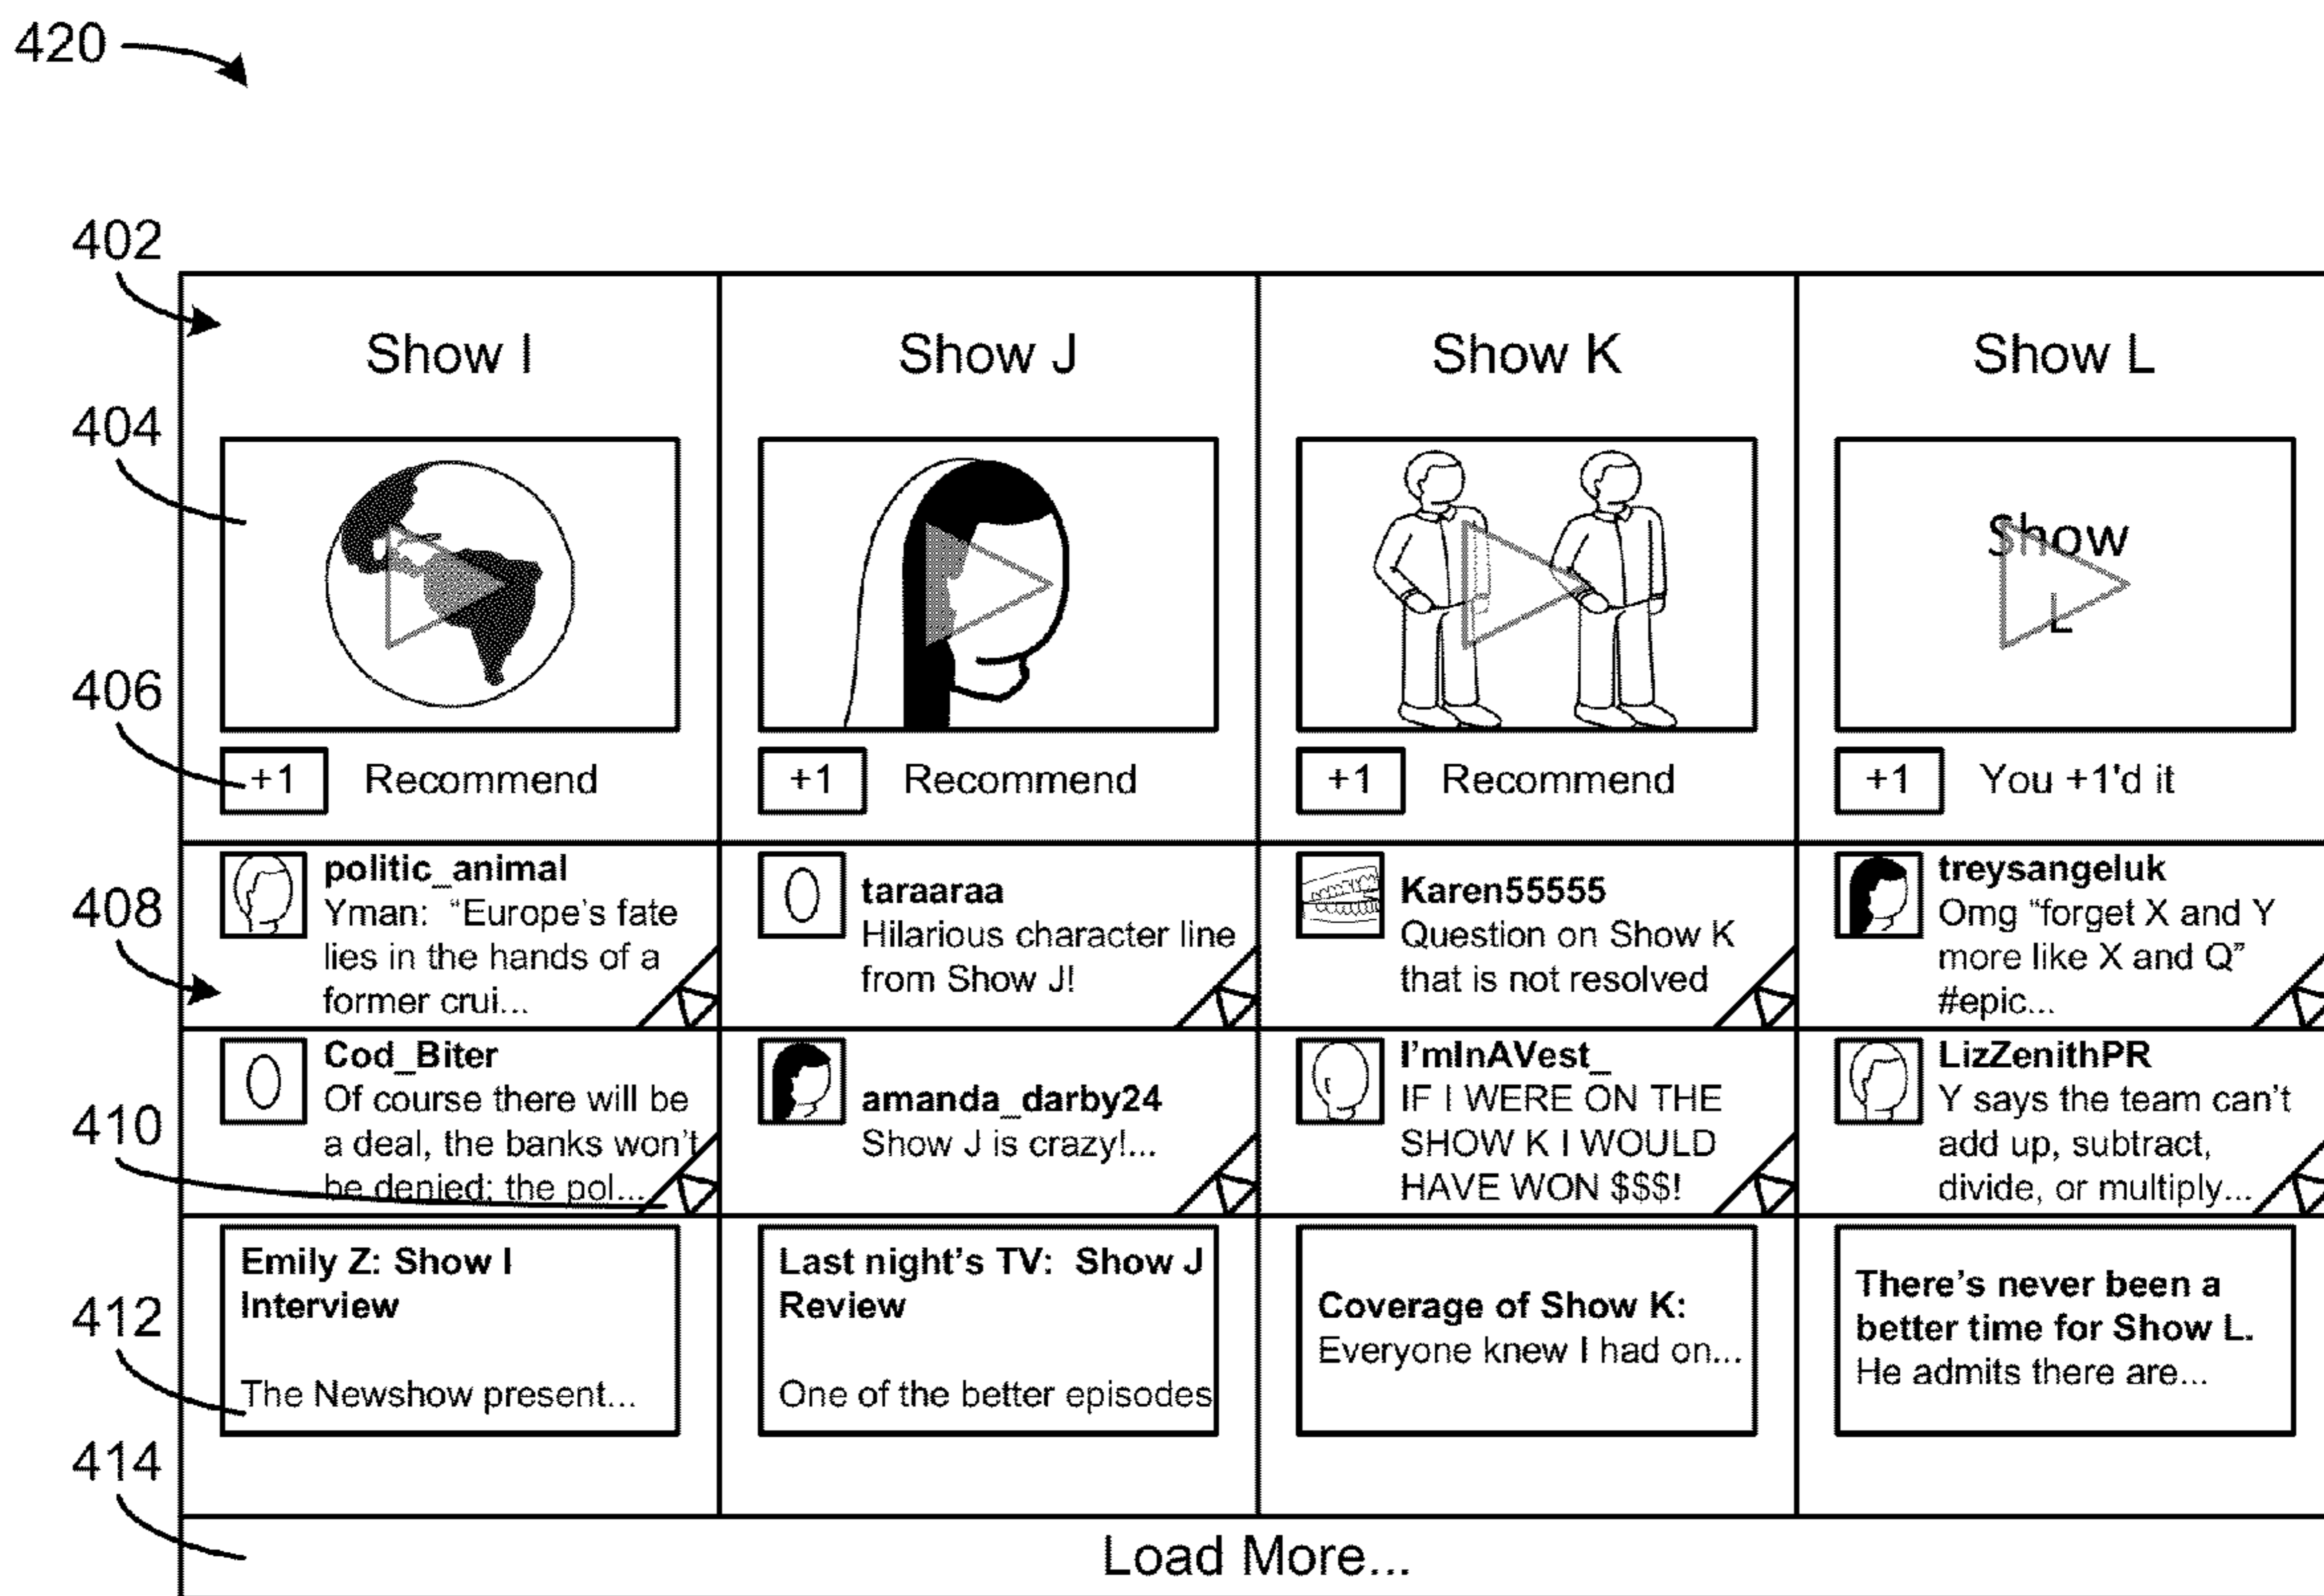 420
402
Show I
Show J
Show K
Show L
404
Show
L
406
+1 Recommend
+1 Recommend
+1 Recommend
+1 You +1'd it
408
politic_animal
Yman:  “Europe's fate
lies in the hands of a
former crui...
taraaraa
Hilarious character line
from Show J!
Karen55555
Question on Show K
that is not resolved
treysangeluk
Omg “forget X and Y
more like X and Q”
#epic...
410
Cod_Biter
Of course there will be
a deal, the banks won't
be denied; the pol...
amanda_darby24
Show J is crazy!...
I'mInAVest_
IF I WERE ON THE
SHOW K I WOULD
HAVE WON $$$!
LizZenithPR
Y says the team can't
add up, subtract,
divide, or multiply...
412
Emily Z: Show I
Interview
The Newshow present...
Last night's TV:  Show J
Review
One of the better episodes
Coverage of Show K:
Everyone knew I had on...
There's never been a
better time for Show L.
He admits there are...
414
Load More...